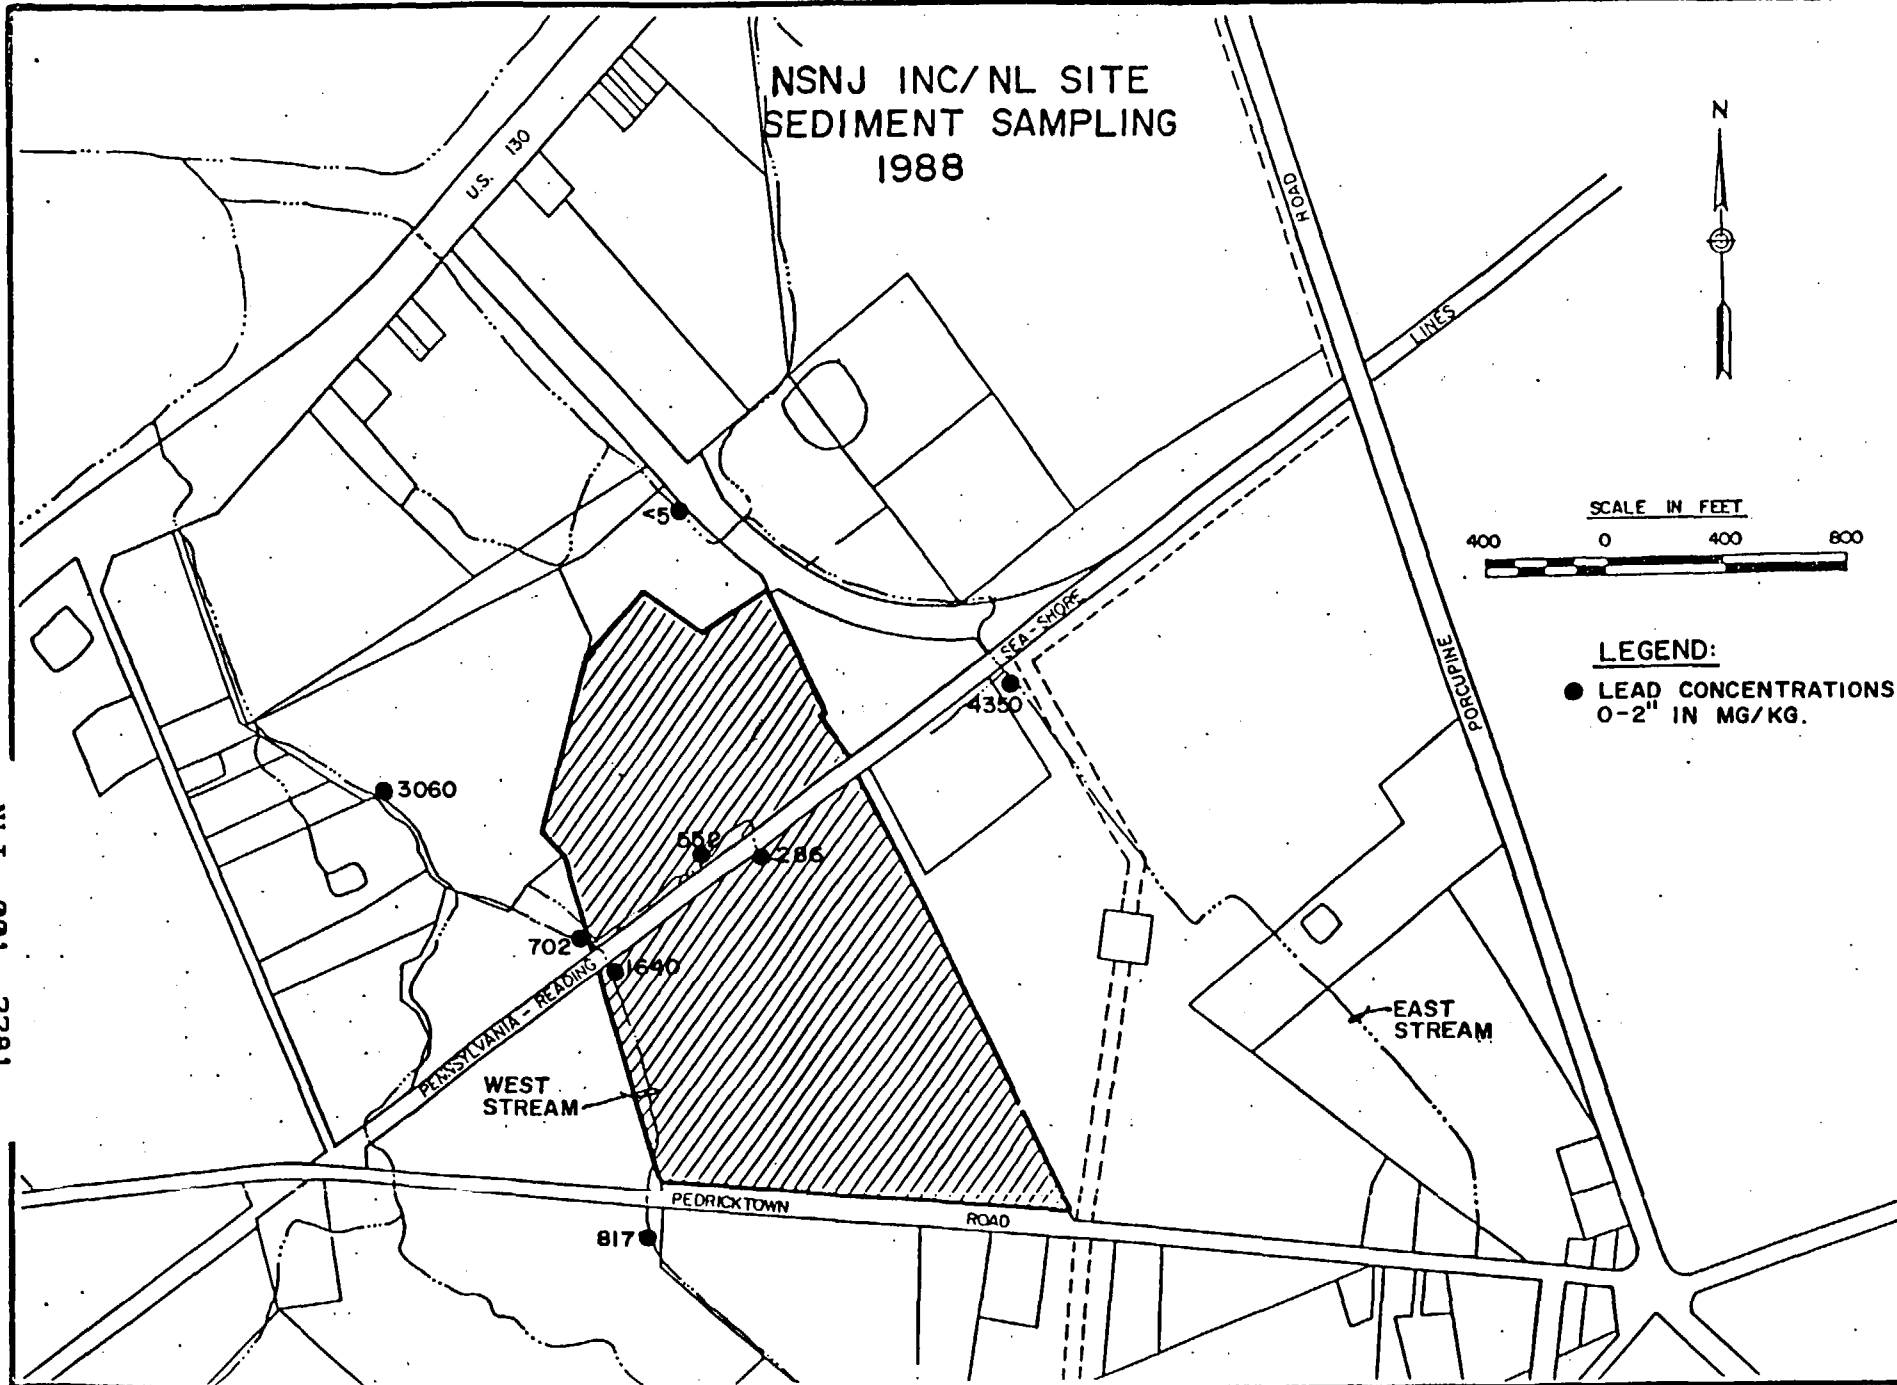 NSNJ INC/NL SITE
SEDIMENT SAMPLING
1988
N
U.S. 130
ROAD
LINES
SCALE IN FEET
400 0 400 800
<5
SEA-SHORE
PORCUPINE
LEGEND:
● LEAD CONCENTRATIONS
0-2" IN MG/KG.
4350
3060
552
286
702
1640
PENNSYLVANIA - READING
EAST
STREAM
WEST
STREAM
PEDRICKTOWN ROAD
817